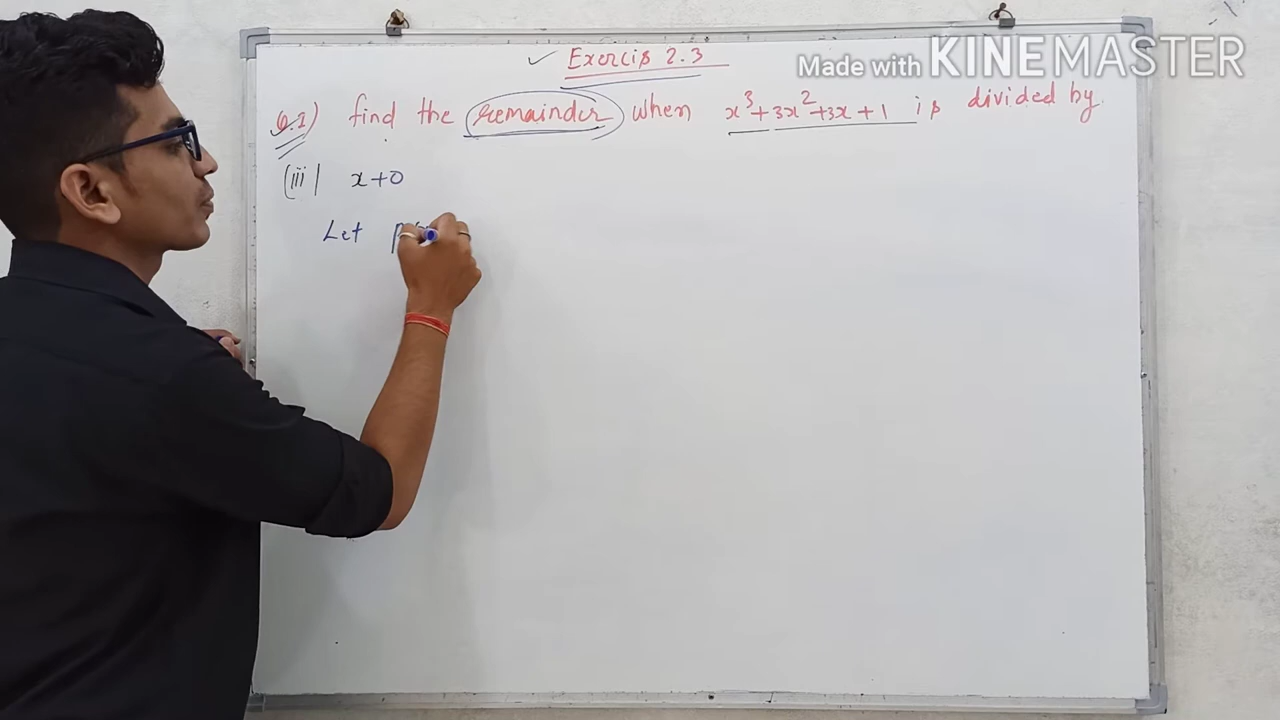 ✓ Exercis 2.3
Made with KINEMASTER
Q.1) find the remainder when x³+3x²+3x+1 is divided by.
(iii) x+0
Let p(